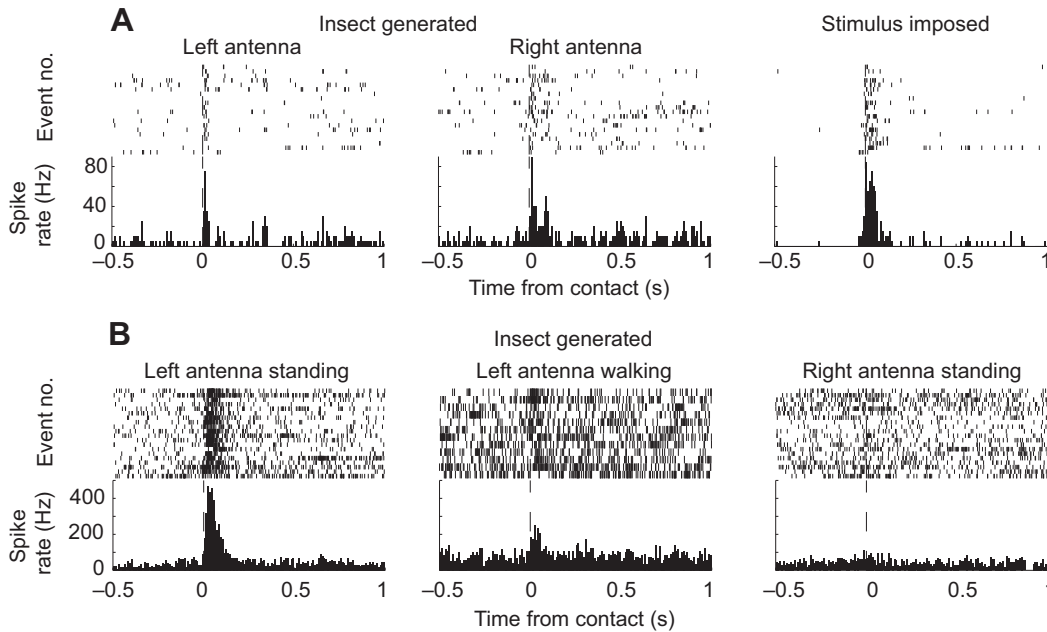 A
Insect generated
Stimulus imposed
Left antenna
Right antenna
Event no.
Spike
rate (Hz)
80
40
0
–0.5 0 0.5 1
–0.5 0 0.5 1
–0.5 0 0.5 1
Time from contact (s)
B
Insect generated
Left antenna standing
Left antenna walking
Right antenna standing
Event no.
Spike
rate (Hz)
400
200
0
–0.5 0 0.5 1
–0.5 0 0.5 1
–0.5 0 0.5 1
Time from contact (s)